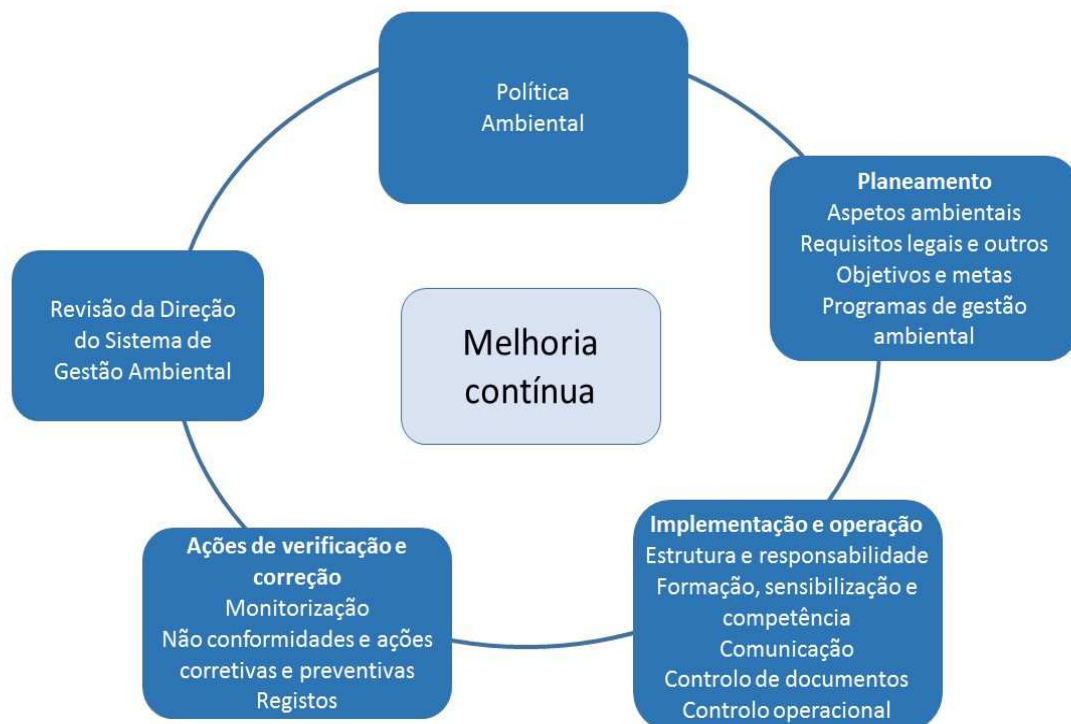 Política
Ambiental
Planeamento
Aspetos ambientais
Requisitos legais e outros
Objetivos e metas
Programas de gestão
ambiental
Implementação e operação
Estrutura e responsabilidade
Formação, sensibilização e
competência
Comunicação
Controlo de documentos
Controlo operacional
Ações de verificação e
correção
Monitorização
Não conformidades e ações
corretivas e preventivas
Registos
Revisão da Direção
do Sistema de
Gestão Ambiental
Melhoria
contínua